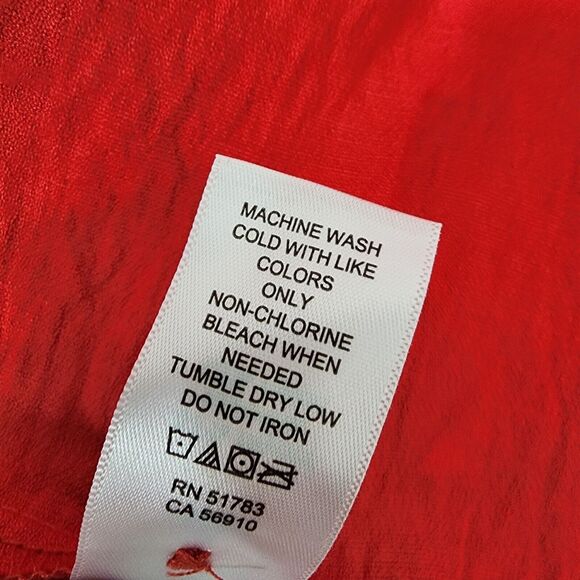 MACHINE WASH
COLD WITH LIKE
COLORS
ONLY
NON-CHLORINE
BLEACH WHEN
NEEDED
TUMBLE DRY LOW
DO NOT IRON
RN 51783
CA 56910